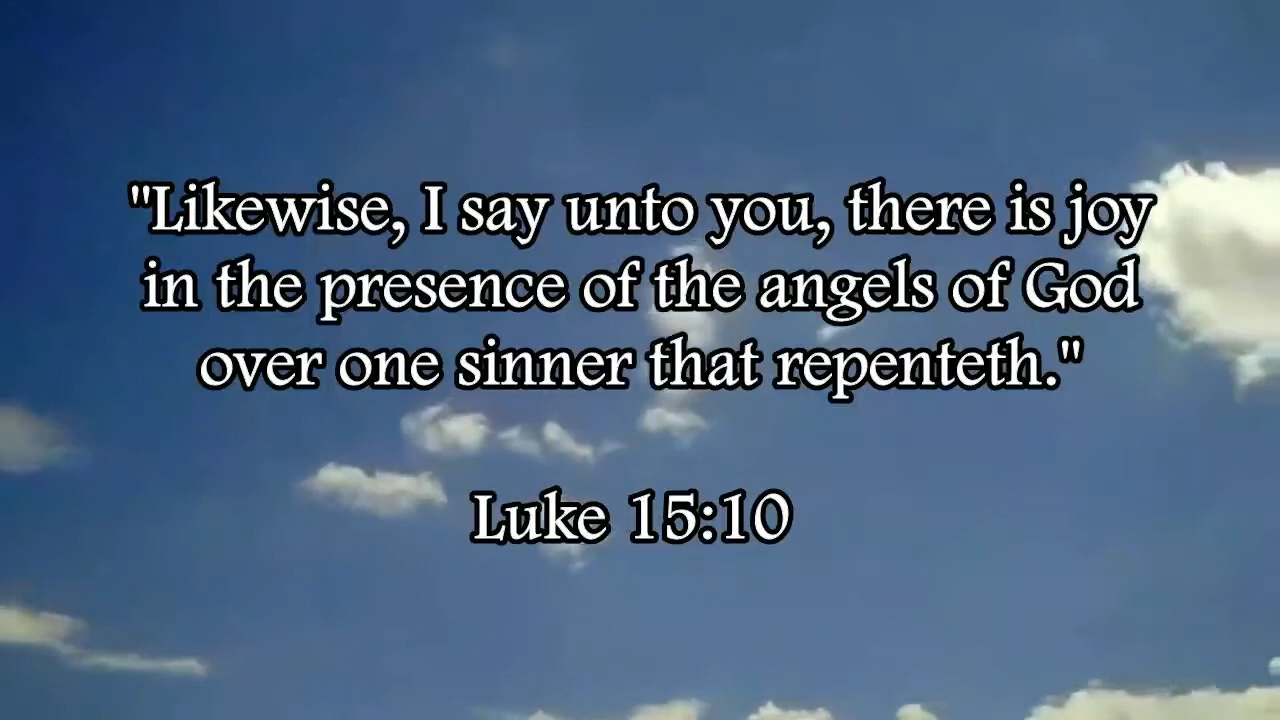 "Likewise, I say unto you, there is joy
in the presence of the angels of God
over one sinner that repenteth."
Luke 15:10